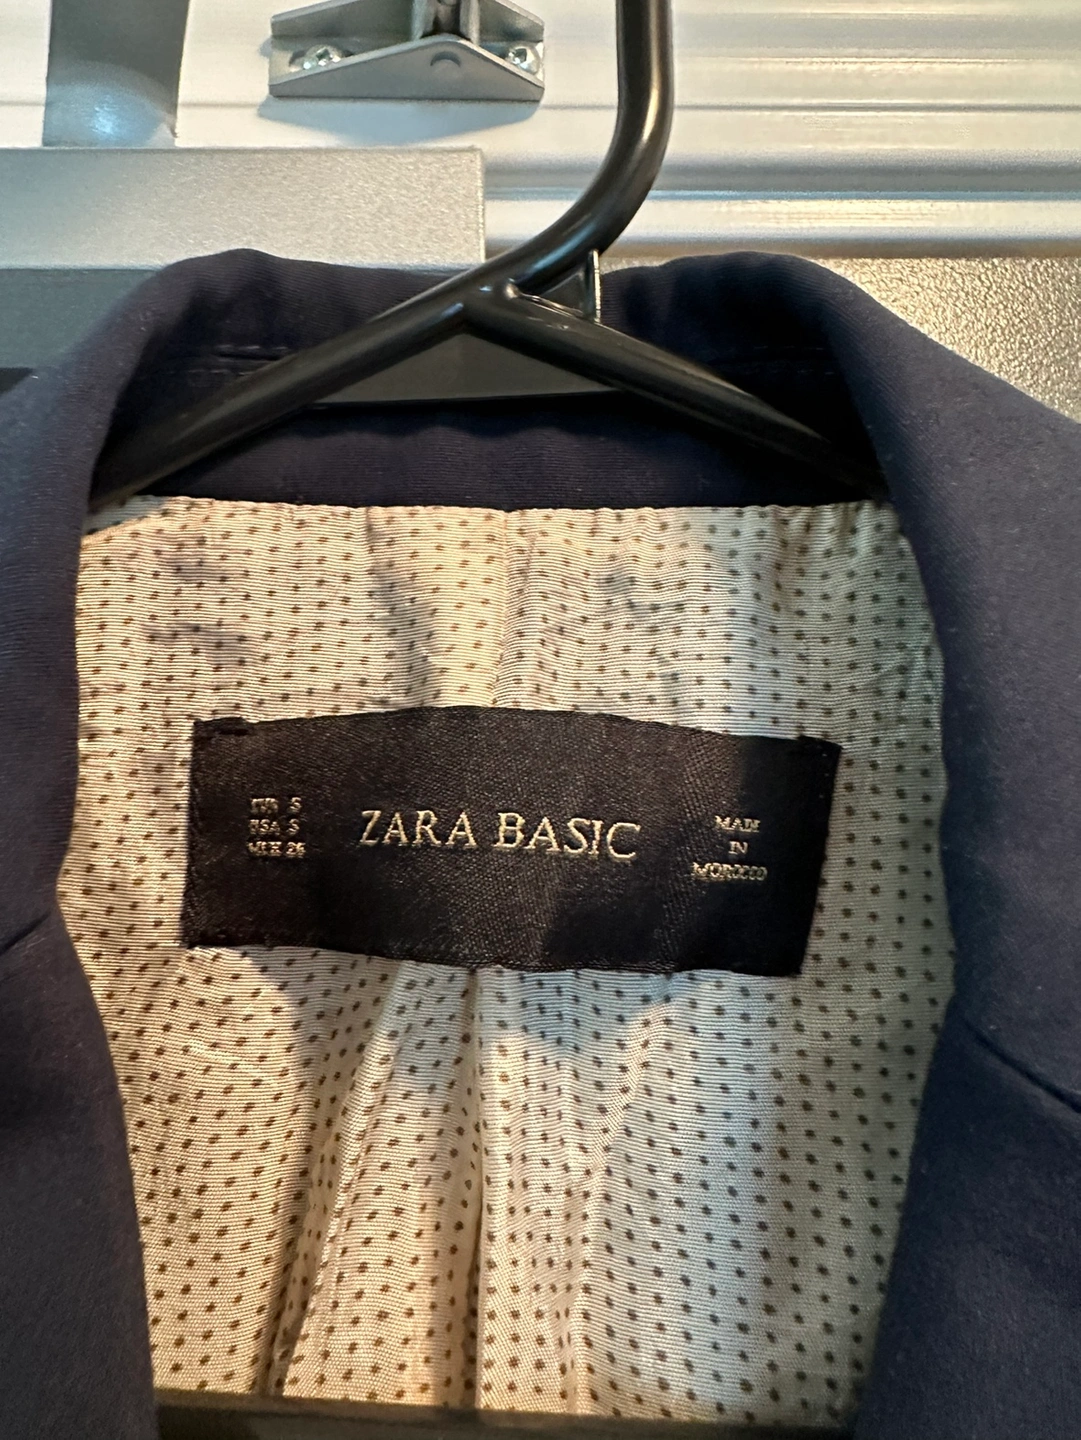 EUR S
USA S
MEX 26
ZARA BASIC
MADE
IN
MOROCCO